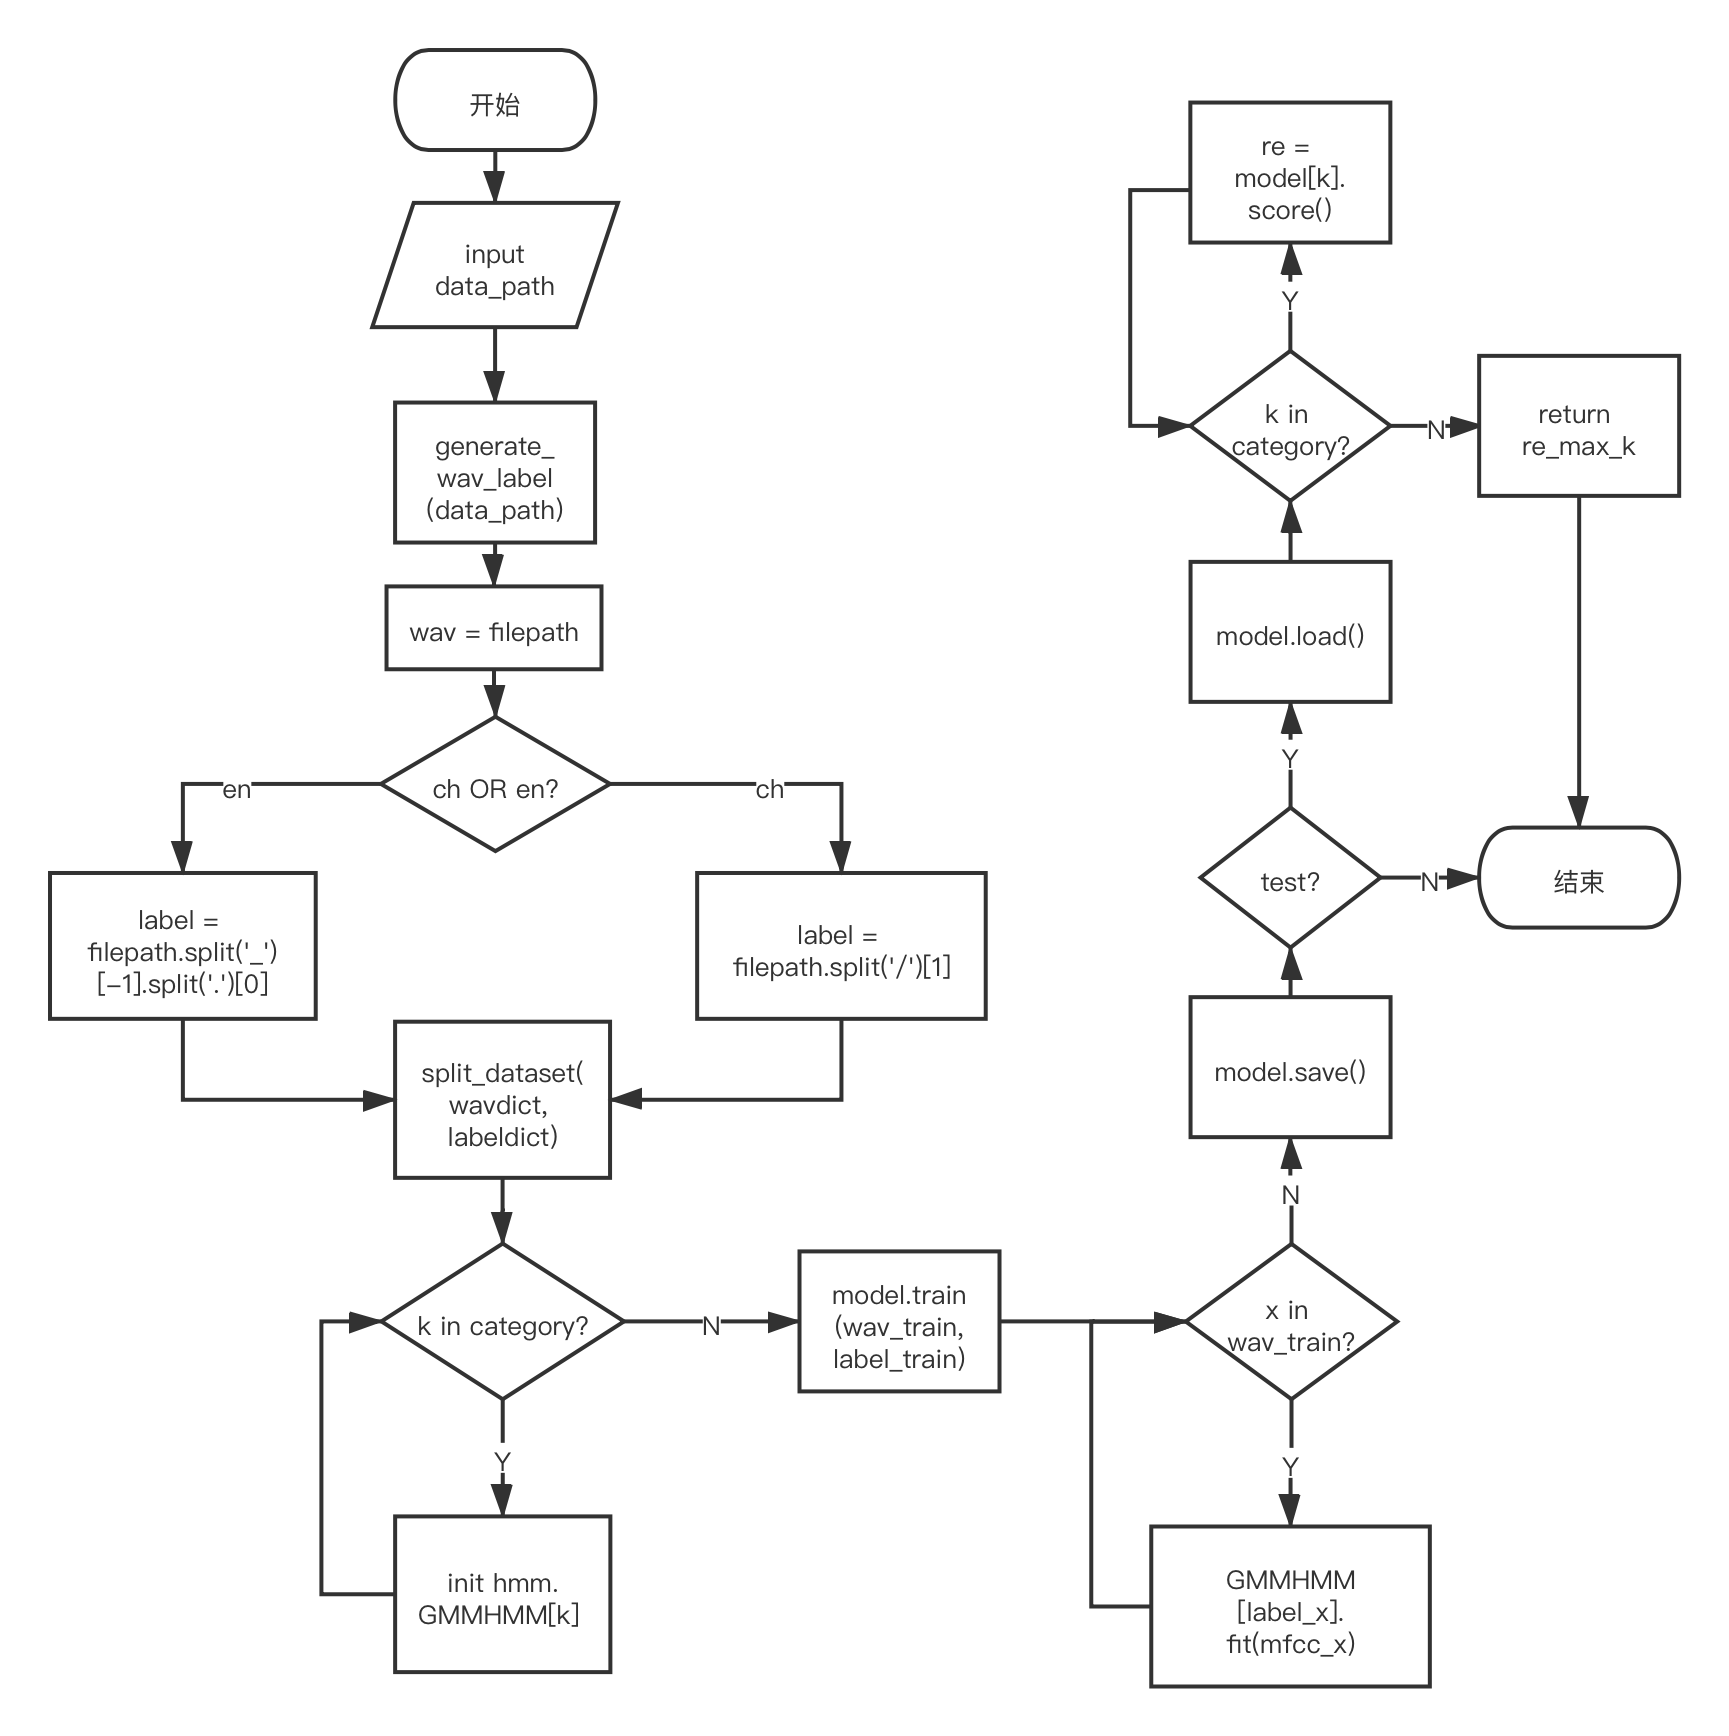 开始
input
data_path
generate_
wav_label
(data_path)
wav = filepath
ch OR en?
en
ch
label =
filepath.split('_')
[-1].split('.')[0]
label =
filepath.split('/')[1]
split_dataset(
wavdict,
labeldict)
k in category?
Y
init hmm.
GMMHMM[k]
N
model.train
(wav_train,
label_train)
x in
wav_train?
Y
GMMHMM
[label_x].
fit(mfcc_x)
N
model.save()
test?
N
结束
Y
model.load()
k in
category?
Y
re =
model[k].
score()
N
return
re_max_k